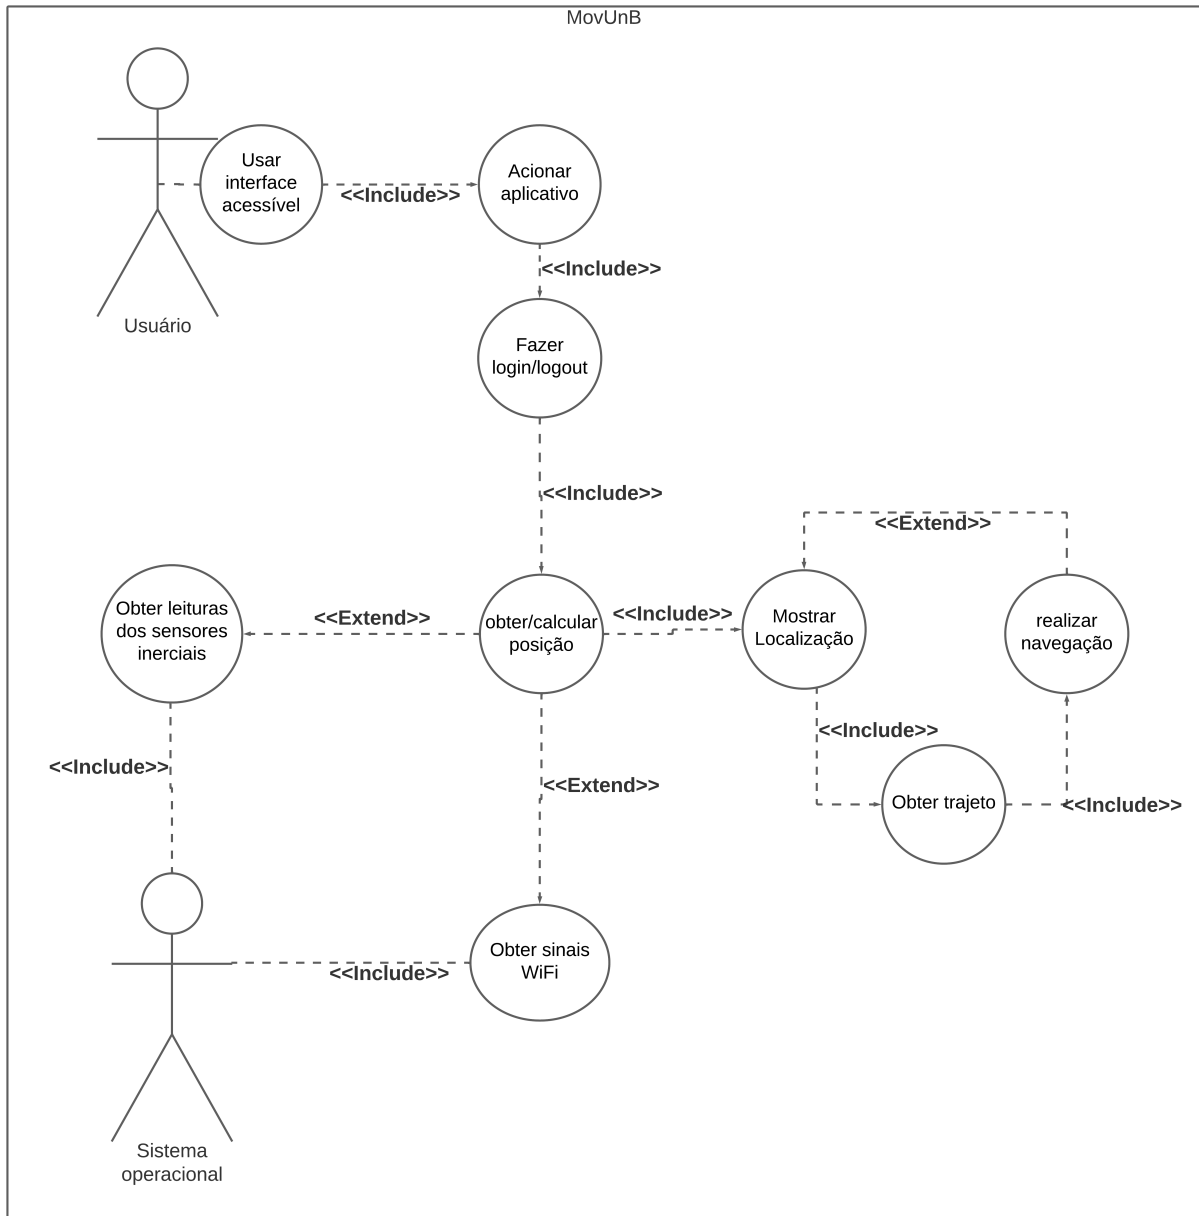 MovUnB
Usar
interface
acessível
<<Include>>
Acionar
aplicativo
<<Include>>
Usuário
Fazer
login/logout
<<Include>>
<<Extend>>
Obter leituras
dos sensores
inerciais
<<Extend>>
obter/calcular
posição
<<Include>>
Mostrar
Localização
realizar
navegação
<<Include>>
<<Include>>
<<Extend>>
Obter trajeto
<<Include>>
Obter sinais
WiFi
<<Include>>
Sistema
operacional